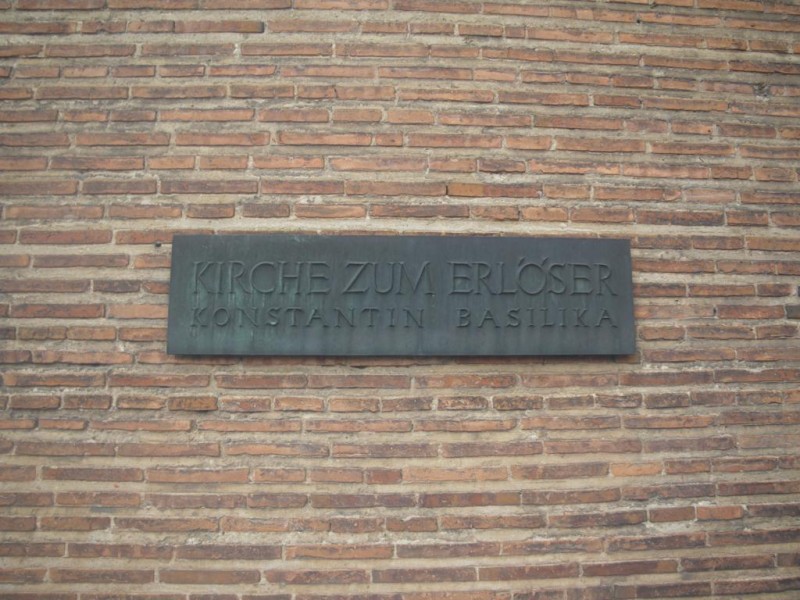 KIRCHE ZUM ERLÖSER
KONSTANTIN BASILIKA